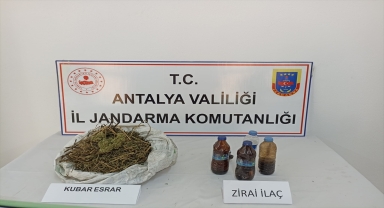 T.C.
ANTALYA VALİLİĞİ
İL JANDARMA KOMUTANLIĞI
KUBAR ESRAR
ZİRAİ İLAÇ